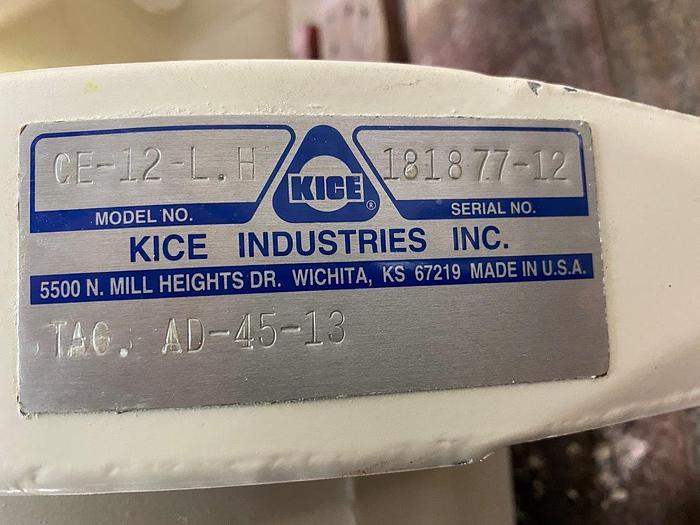 CE-12-L.H
KICE
®
181877-12
MODEL NO.
SERIAL NO.
KICE INDUSTRIES INC.
5500 N. MILL HEIGHTS DR. WICHITA, KS 67219 MADE IN U.S.A.
TAG. AD-45-13